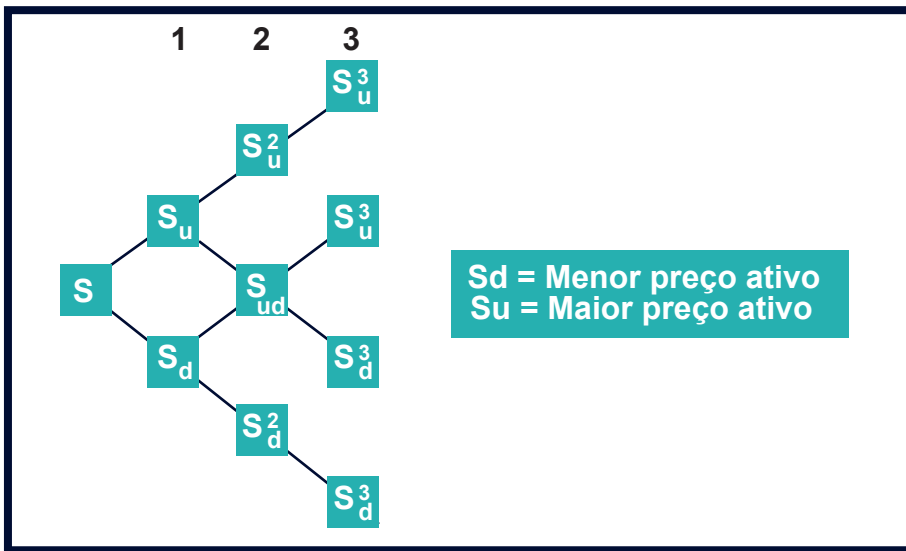 1 2 3
S³u
S²u
Su
S³u
S
Sud
Sd
S³d
S²d
S³d
Sd = Menor preço ativo
Su = Maior preço ativo